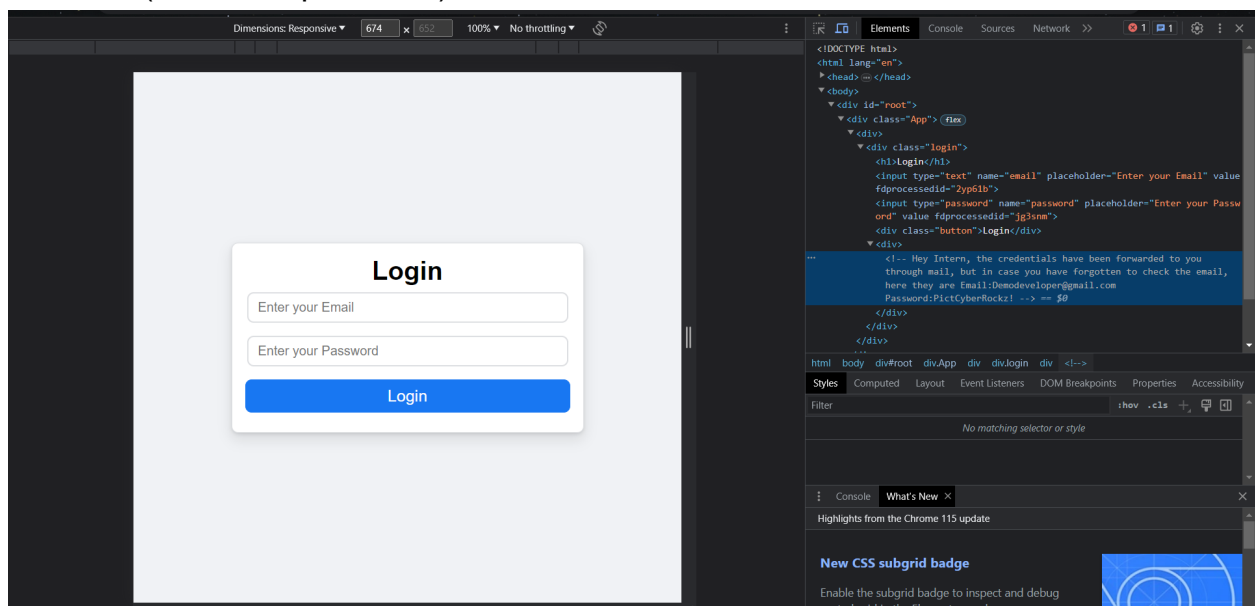 Dimensions: Responsive ▼ 674 x 652 100% ▼ No throttling ▼
Login
Enter your Email
Enter your Password
Login
Elements Console Sources Network >> 1 1
<!DOCTYPE html>
<html lang="en">
<head> ⋯ </head>
<body>
<div id="root">
<div class="App"> flex
<div>
<div class="login">
<h1>Login</h1>
<input type="text" name="email" placeholder="Enter your Email" value
fdprocessedid="2yp61b">
<input type="password" name="password" placeholder="Enter your Passw
ord" value fdprocessedid="jg3snm">
<div class="button">Login</div>
<div>
<!-- Hey Intern, the credentials have been
forwarded to you
through mail, but in case you have forgotten to check the email,
here they are Email:Demodeveloper@gmail.com
Password:PictCyberRockz! --> == $0
</div>
</div>
</div>
html body div#root div.App div div.login div <!-->
Styles Computed Layout Event Listeners DOM Breakpoints Properties Accessibility
Filter :hov .cls +
No matching selector or style
Console What's New ×
Highlights from the Chrome 115 update
New CSS subgrid badge
Enable the subgrid badge to inspect and debug